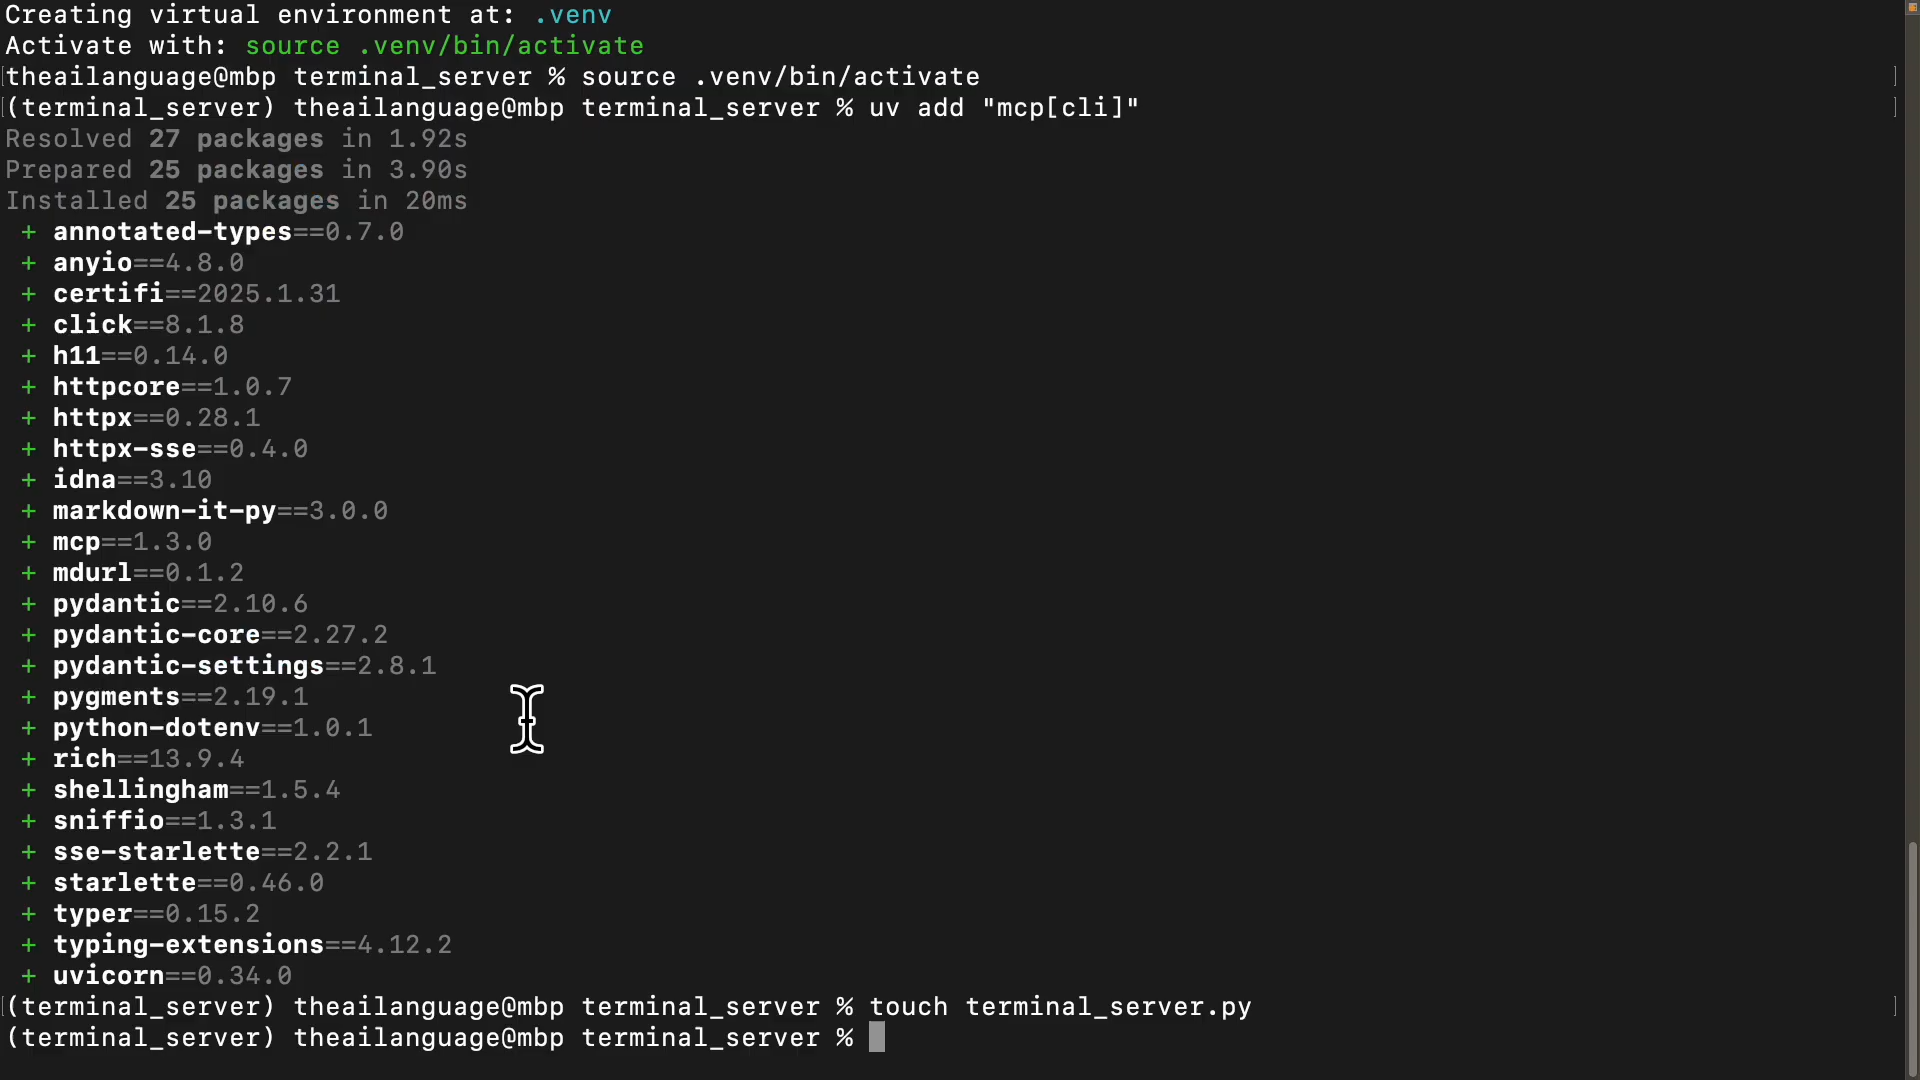 Creating virtual environment at: .venv
Activate with: source .venv/bin/activate
[theailanguage@mbp terminal_server % source .venv/bin/activate ]
[(terminal_server) theailanguage@mbp terminal_server % uv add "mcp[cli]" ]
Resolved 27 packages in 1.92s
Prepared 25 packages in 3.90s
Installed 25 packages in 20ms
+ annotated-types==0.7.0
+ anyio==4.8.0
+ certifi==2025.1.31
+ click==8.1.8
+ h11==0.14.0
+ httpcore==1.0.7
+ httpx==0.28.1
+ httpx-sse==0.4.0
+ idna==3.10
+ markdown-it-py==3.0.0
+ mcp==1.3.0
+ mdurl==0.1.2
+ pydantic==2.10.6
+ pydantic-core==2.27.2
+ pydantic-settings==2.8.1
+ pygments==2.19.1
+ python-dotenv==1.0.1
+ rich==13.9.4
+ shellingham==1.5.4
+ sniffio==1.3.1
+ sse-starlette==2.2.1
+ starlette==0.46.0
+ typer==0.15.2
+ typing-extensions==4.12.2
+ uvicorn==0.34.0
[(terminal_server) theailanguage@mbp terminal_server % touch terminal_server.py ]
(terminal_server) theailanguage@mbp terminal_server %